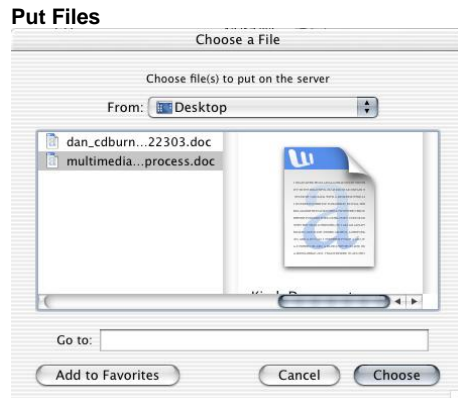 Put Files
Choose a File
Choose file(s) to put on the server
From: Desktop
dan_cdburn...22303.doc
multimedia...process.doc
Go to:
Add to Favorites
Cancel
Choose